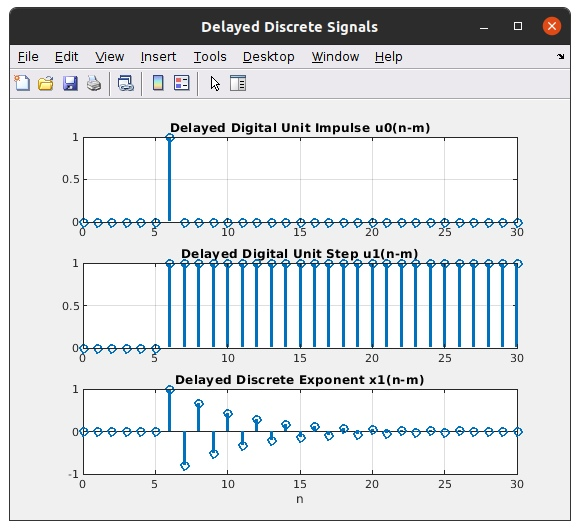 Delayed Discrete Signals
File Edit View Insert Tools Desktop Window Help
Delayed Digital Unit Impulse u0(n-m)
1
0.5
0
0 5 10 15 20 25 30
Delayed Digital Unit Step u1(n-m)
1
0.5
0
0 5 10 15 20 25 30
Delayed Discrete Exponent x1(n-m)
1
0
-1
0 5 10 15 20 25 30
n